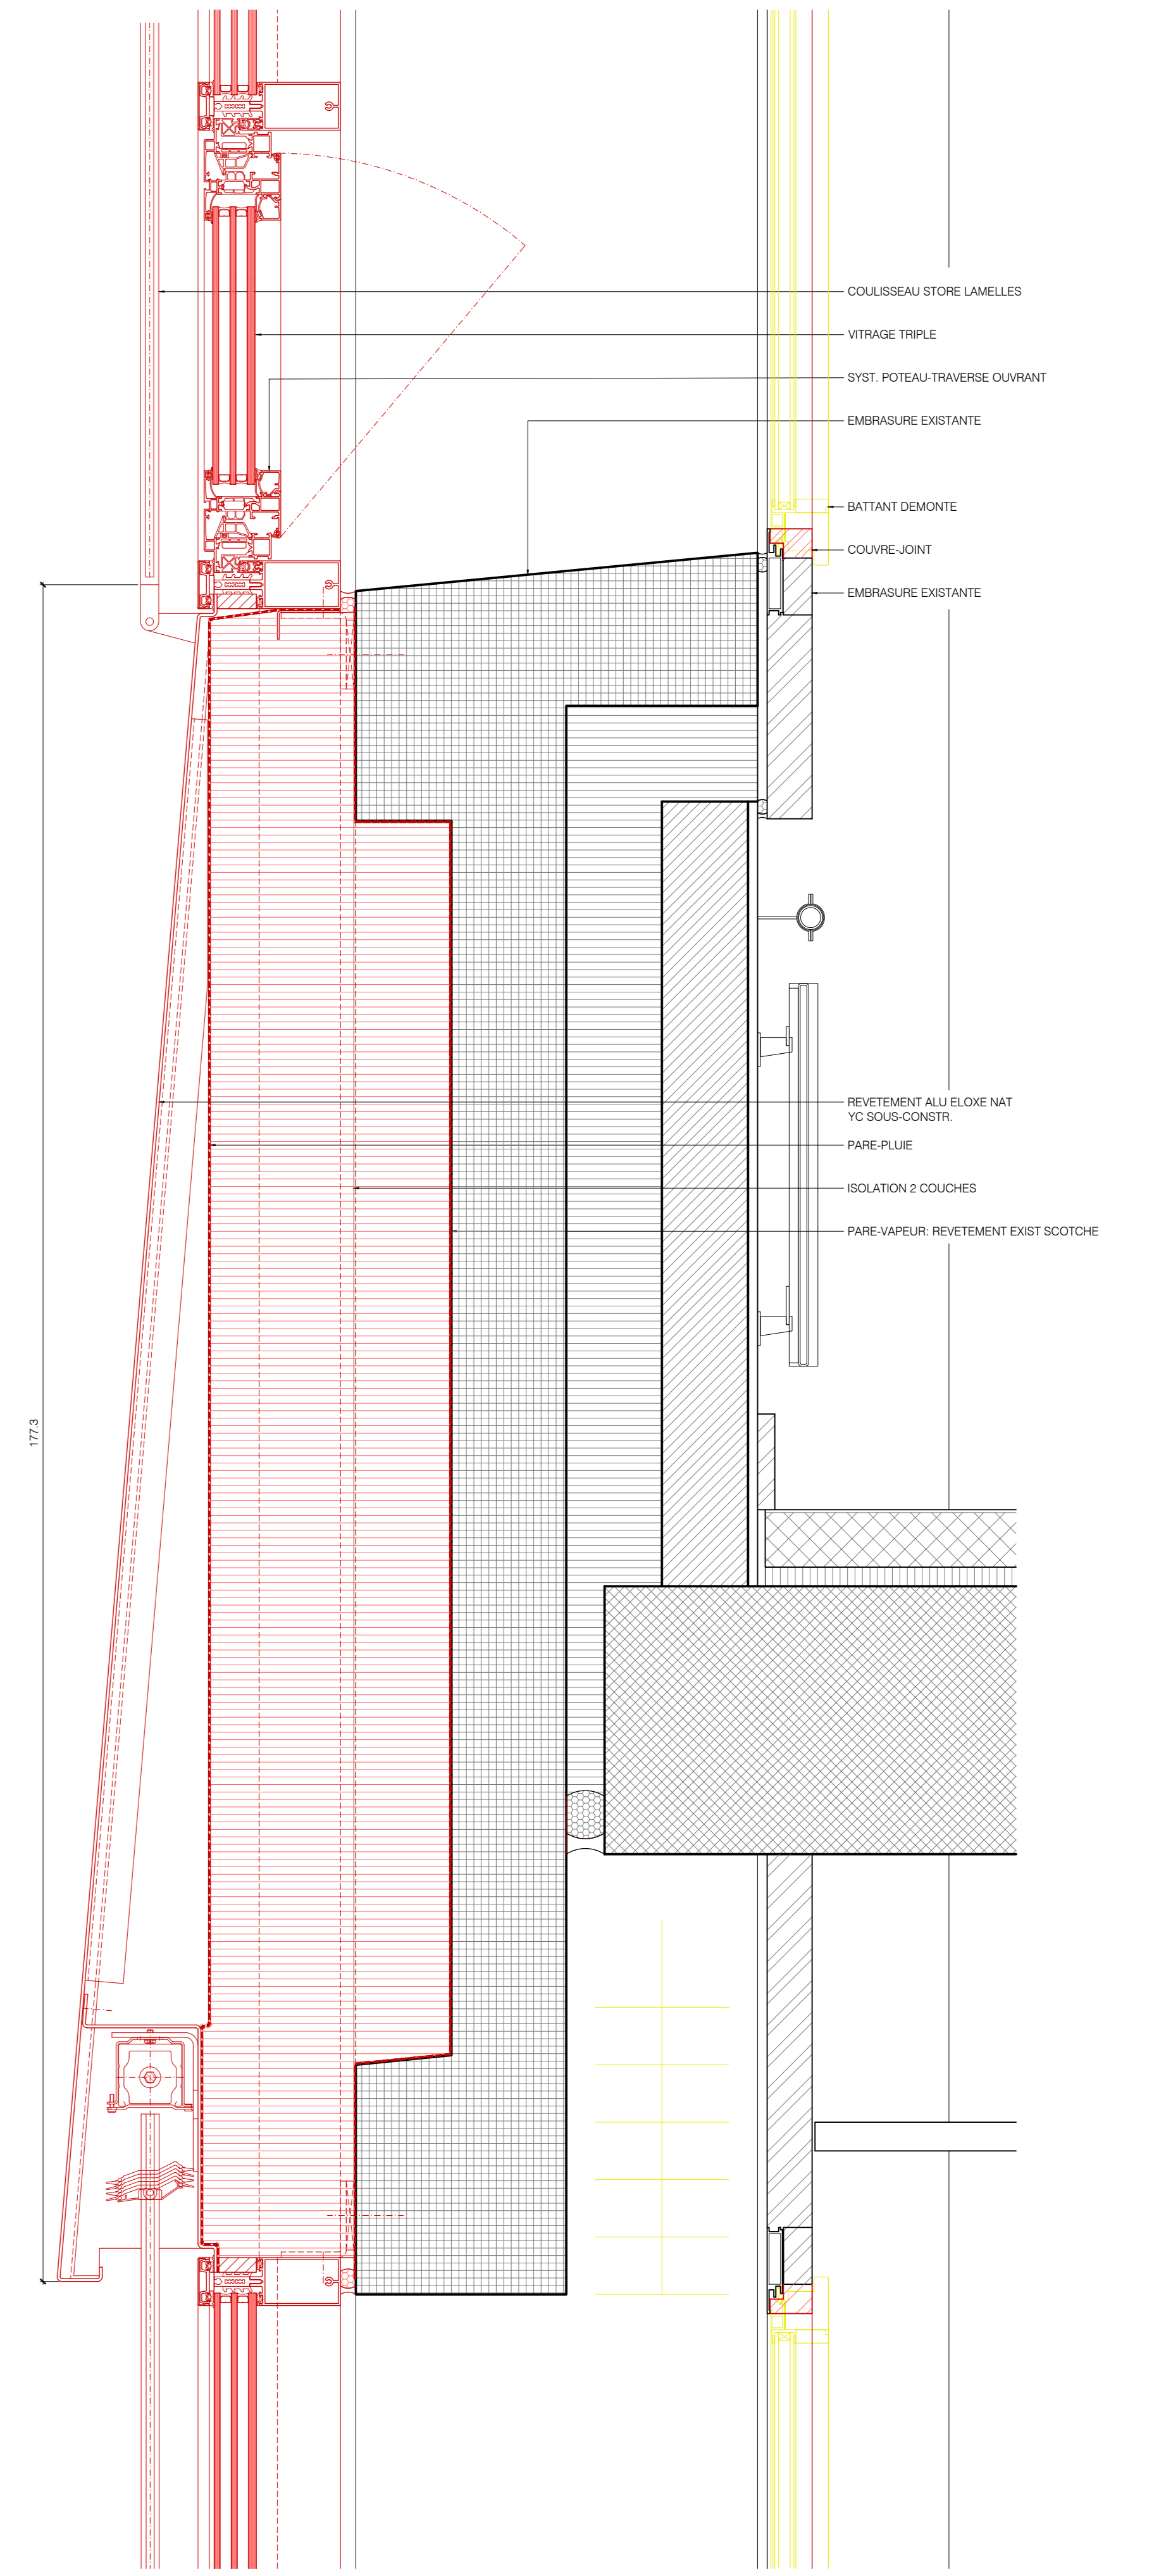 COULISSEAU STORE LAMELLES
VITRAGE TRIPLE
SYST. POTEAU-TRAVERSE OUVRANT
EMBRASURE EXISTANTE
BATTANT DEMONTE
COUVRE-JOINT
EMBRASURE EXISTANTE
REVETEMENT ALU ELOXE NAT
YC SOUS-CONSTR.
PARE-PLUIE
ISOLATION 2 COUCHES
PARE-VAPEUR: REVETEMENT EXIST SCOTCHE
177.3